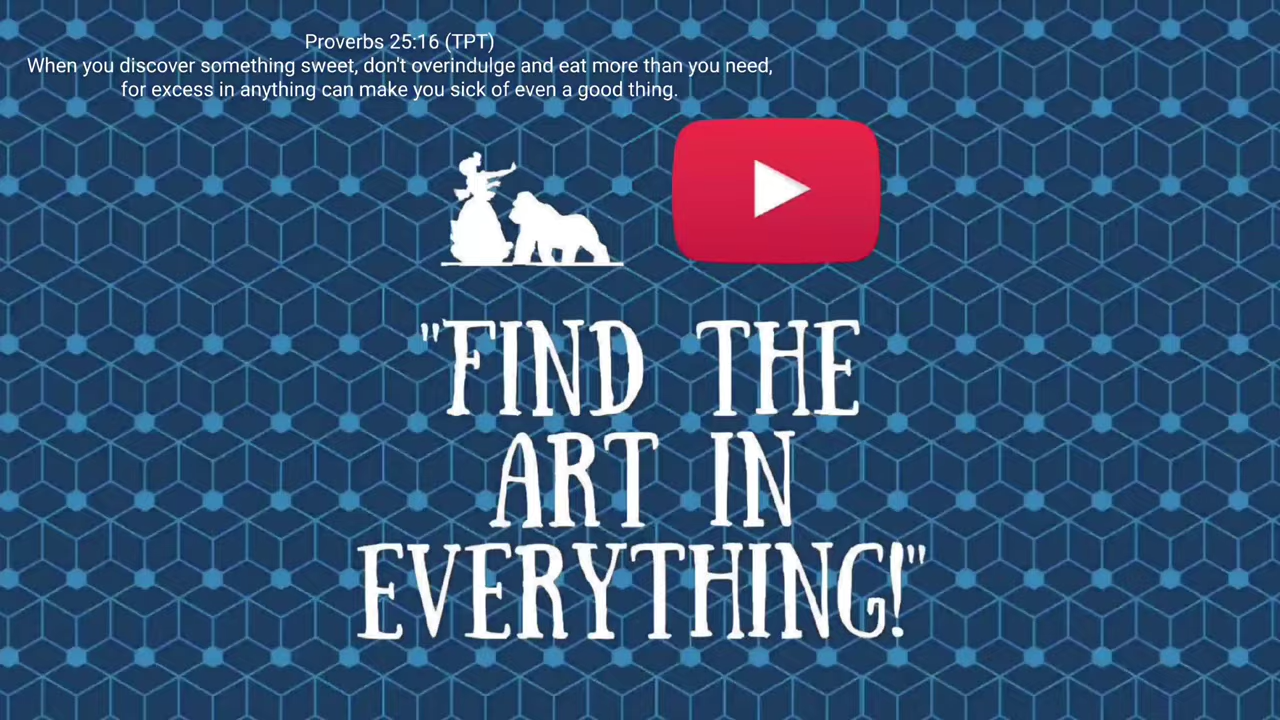 Proverbs 25:16 (TPT)
When you discover something sweet, don't overindulge and eat more than you need,
for excess in anything can make you sick of even a good thing.
"FIND THE
ART IN
EVERYTHING!"